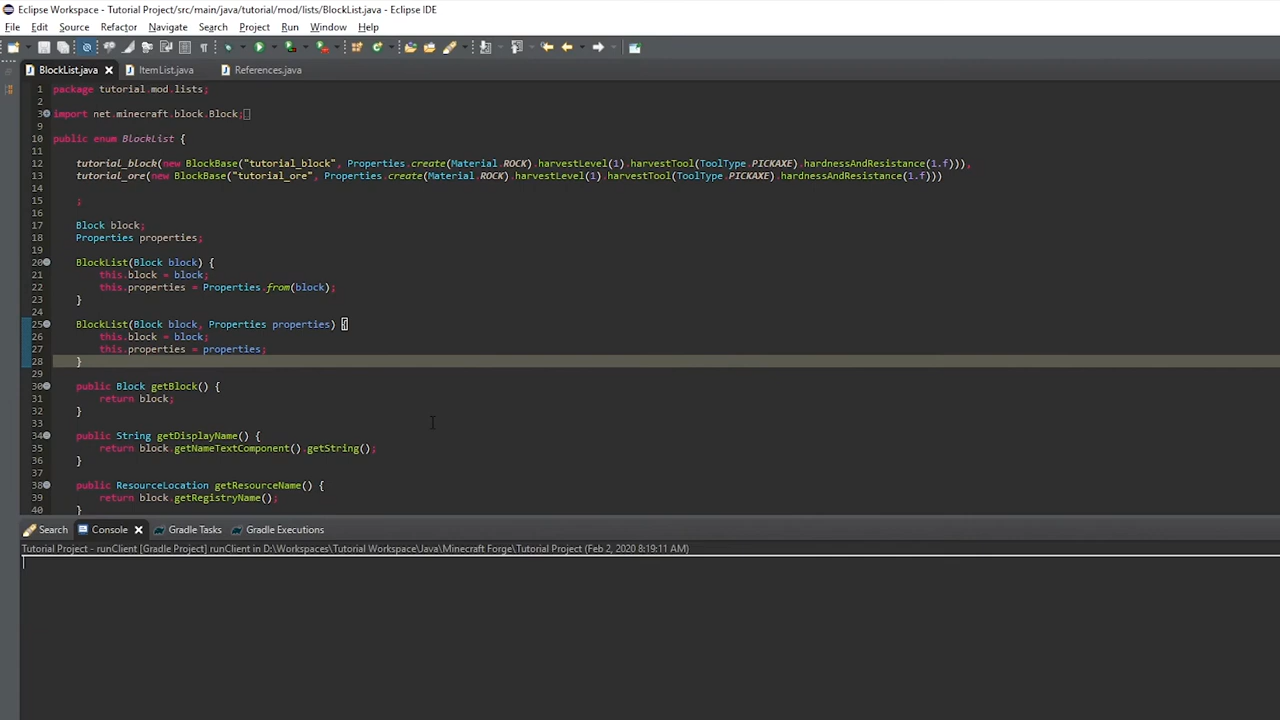 Eclipse Workspace - Tutorial Project/src/main/java/tutorial/mod/lists/BlockList.java - Eclipse IDE
File Edit Source Refactor Navigate Search Project Run Window Help
BlockList.java ItemList.java References.java
1 package tutorial.mod.lists;
2
3 import net.minecraft.block.Block;
9
10 public enum BlockList {
11
12 tutorial_block(new BlockBase("tutorial_block", Properties.create(Material.ROCK).harvestLevel(1).harvestTool(ToolType.PICKAXE).hardnessAndResistance(1.f))),
13 tutorial_ore(new BlockBase("tutorial_ore", Properties.create(Material.ROCK).harvestLevel(1).harvestTool(ToolType.PICKAXE).hardnessAndResistance(1.f)))
14
15 ;
16
17 Block block;
18 Properties properties;
19
20 BlockList(Block block) {
21 this.block = block;
22 this.properties = Properties.from(block);
23 }
24
25 BlockList(Block block, Properties properties) {
26 this.block = block;
27 this.properties = properties;
28 }
29
30 public Block getBlock() {
31 return block;
32 }
33
34 public String getDisplayName() {
35 return block.getNameTextComponent().getString();
36 }
37
38 public ResourceLocation getResourceName() {
39 return block.getRegistryName();
40 }
Search Console Gradle Tasks Gradle Executions
Tutorial Project - runClient [Gradle Project] runClient in D:\Workspaces\Tutorial Workspace\Java\Minecraft Forge\Tutorial Project (Feb 2, 2020 8:19:11 AM)